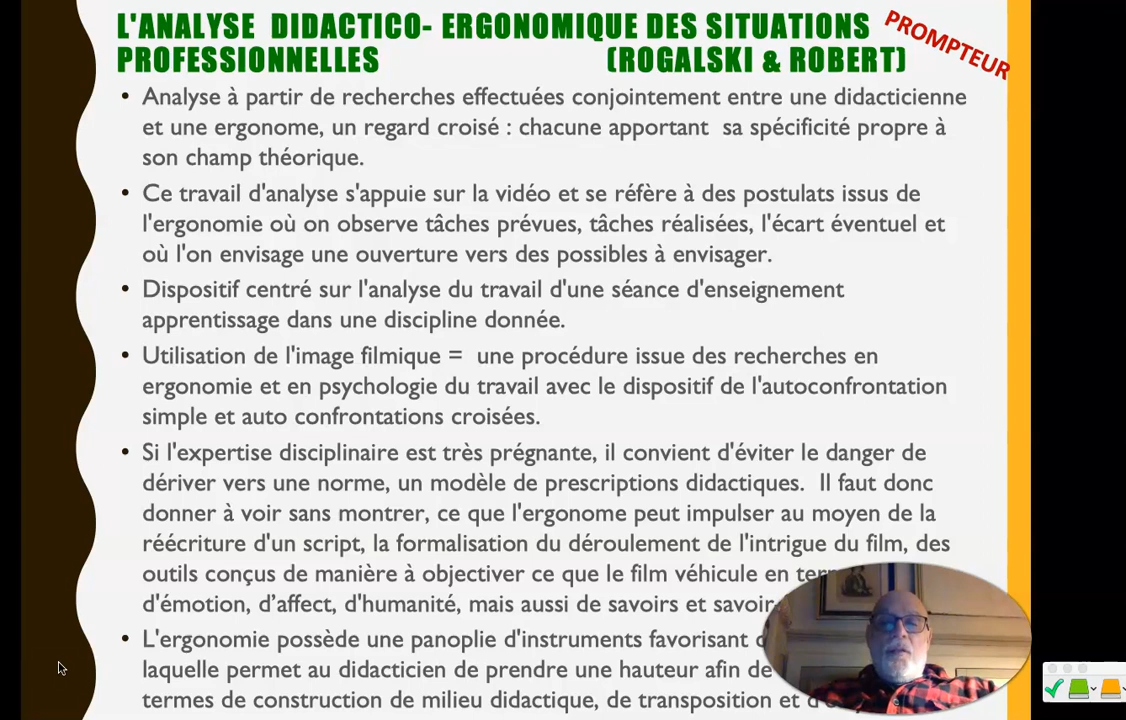 L'ANALYSE DIDACTICO- ERGONOMIQUE DES SITUATIONS
PROFESSIONNELLES (ROGALSKI & ROBERT)
PROMPTEUR
• Analyse à partir de recherches effectuées conjointement entre une didacticienne
et une ergonome, un regard croisé : chacune apportant sa spécificité propre à
son champ théorique.
• Ce travail d'analyse s'appuie sur la vidéo et se réfère à des postulats issus de
l'ergonomie où on observe tâches prévues, tâches réalisées, l'écart éventuel et
où l'on envisage une ouverture vers des possibles à envisager.
• Dispositif centré sur l'analyse du travail d'une séance d'enseignement
apprentissage dans une discipline donnée.
• Utilisation de l'image filmique = une procédure issue des recherches en
ergonomie et en psychologie du travail avec le dispositif de l'autoconfrontation
simple et auto confrontations croisées.
• Si l'expertise disciplinaire est très prégnante, il convient d'éviter le danger de
dériver vers une norme, un modèle de prescriptions didactiques. Il faut donc
donner à voir sans montrer, ce que l'ergonome peut impulser au moyen de la
réécriture d'un script, la formalisation du déroulement de l'intrigue du film, des
outils conçus de manière à objectiver ce que le film véhicule en
d'émotion, d'affect, d'humanité, mais aussi de savoirs et
• L'ergonomie possède une panoplie d'instruments favorisant
laquelle permet au didacticien de prendre une hauteur afin de
termes de construction de milieu didactique, de transposition et